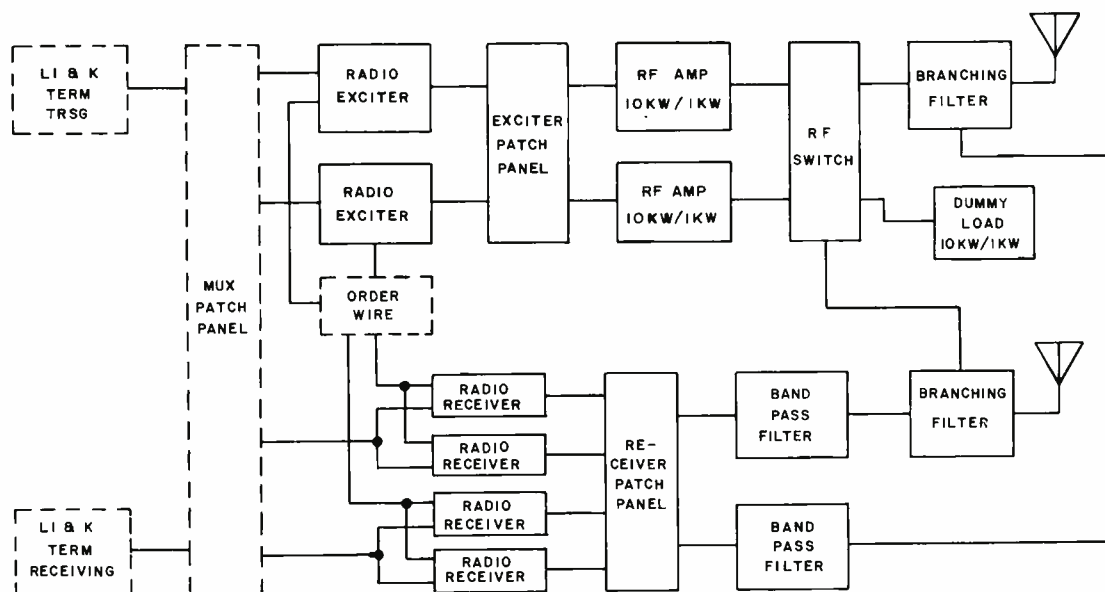 LI & K
TERM
TRSG
MUX
PATCH
PANEL
RADIO
EXCITER
RADIO
EXCITER
ORDER
WIRE
EXCITER
PATCH
PANEL
RF AMP
10KW/1KW
RF AMP
10KW/1KW
RF
SWITCH
BRANCHING
FILTER
DUMMY
LOAD
10KW/1KW
RADIO
RECEIVER
RADIO
RECEIVER
RADIO
RECEIVER
RADIO
RECEIVER
RE-
CEIVER
PATCH
PANEL
BAND
PASS
FILTER
BRANCHING
FILTER
BAND
PASS
FILTER
LI & K
TERM
RECEIVING